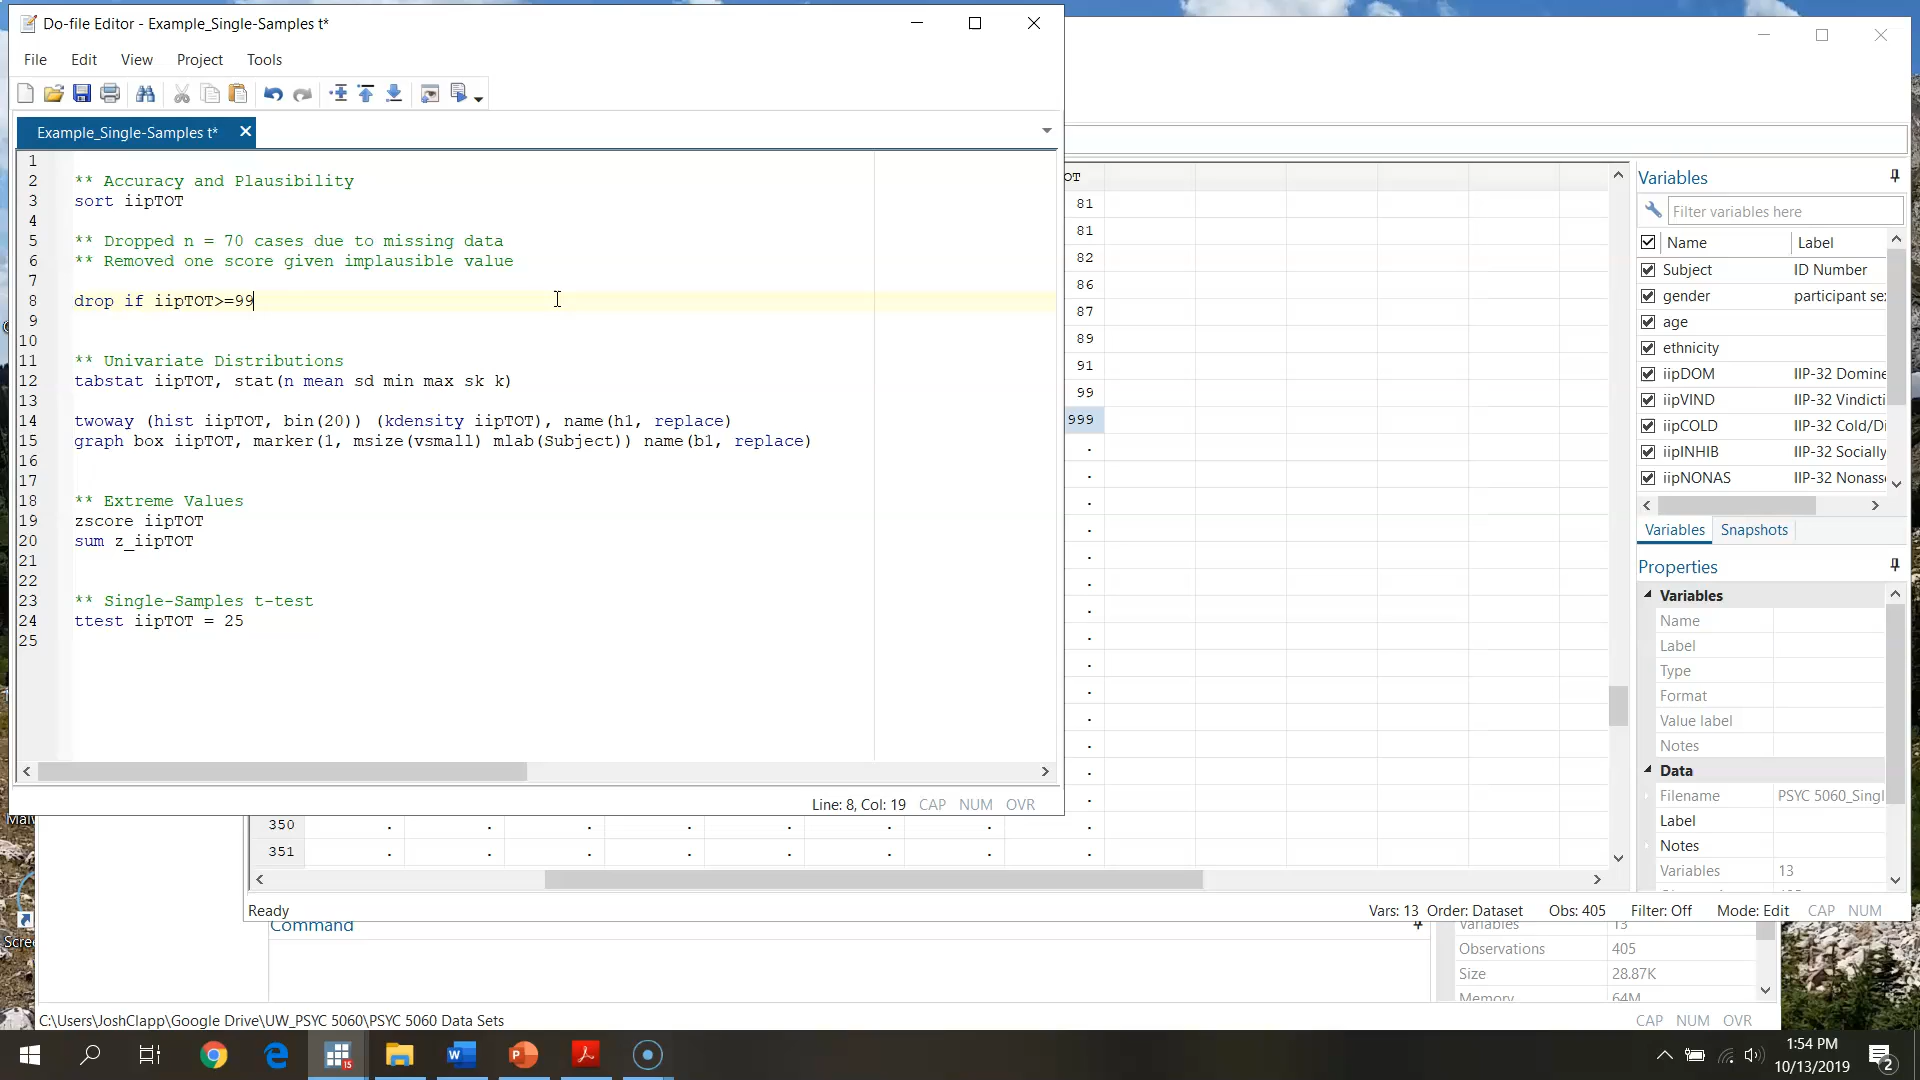 Do-file Editor - Example_Single-Samples t*
File Edit View Project Tools
Example_Single-Samples t*
1
2 ** Accuracy and Plausibility
3 sort iipTOT
4
5 ** Dropped n = 70 cases due to missing data
6 ** Removed one score given implausible value
7
8 drop if iipTOT>=99
9
10
11 ** Univariate Distributions
12 tabstat iipTOT, stat(n mean sd min max sk k)
13
14 twoway (hist iipTOT, bin(20)) (kdensity iipTOT), name(h1, replace)
15 graph box iipTOT, marker(1, msize(vsmall) mlab(Subject)) name(b1, replace)
16
17
18 ** Extreme Values
19 zscore iipTOT
20 sum z_iipTOT
21
22
23 ** Single-Samples t-test
24 ttest iipTOT = 25
25
Line: 8, Col: 19 CAP NUM OVR
OT
81
81
82
86
87
89
91
99
999
.
.
.
.
.
.
.
.
.
.
.
.
.
.
350 . . . . . . . .
351 . . . . . . . .
Variables
Filter variables here
Name Label
Subject ID Number
gender participant se
age
ethnicity
iipDOM IIP-32 Domine
iipVIND IIP-32 Vindicti
iipCOLD IIP-32 Cold/Di
iipINHIB IIP-32 Socially
iipNONAS IIP-32 Nonass
Variables Snapshots
Properties
Variables
Name
Label
Type
Format
Value label
Notes
Data
Filename PSYC 5060_Singl
Label
Notes
Variables 13
Ready Vars: 13 Order: Dataset Obs: 405 Filter: Off Mode: Edit CAP NUM
Command
Variables 13
Observations 405
Size 28.87K
Memory 64M
C:\Users\JoshClapp\Google Drive\UW_PSYC 5060\PSYC 5060 Data Sets CAP NUM OVR
15
1:54 PM
10/13/2019
2